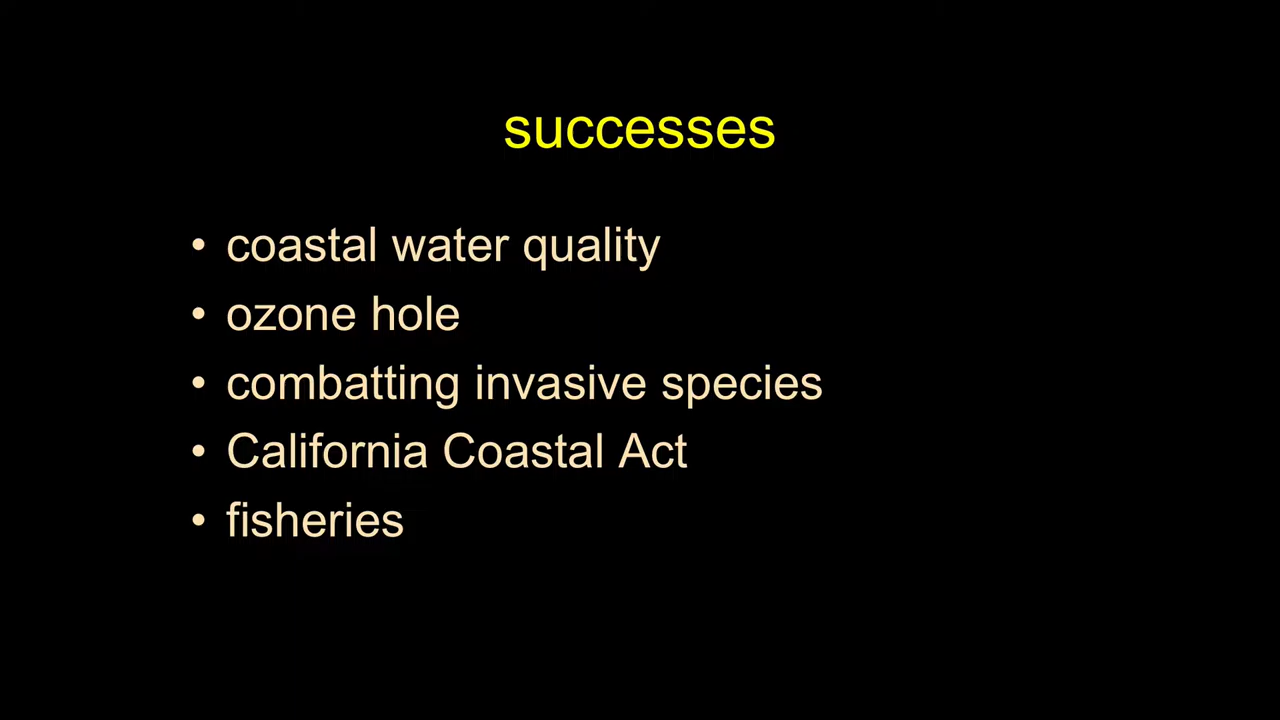 successes
• coastal water quality
• ozone hole
• combatting invasive species
• California Coastal Act
• fisheries